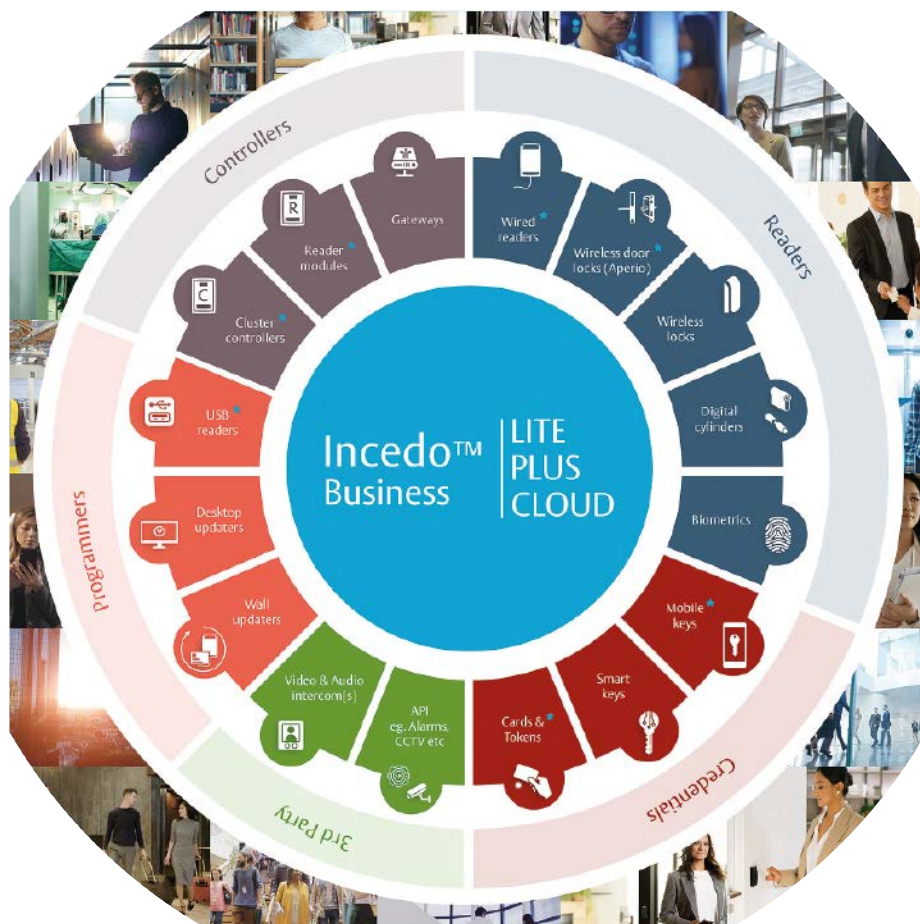 Controllers
Readers
Credentials
3rd Party
Programmers
Gateways
Wired
readers
Wireless door
locks (Aperio)
Wireless
locks
Digital
cylinders
Biometrics
Mobile
keys
Smart
keys
Cards &
Tokens
API
eg. Alarms,
CCTV etc
Video & Audio
intercom(s)
Wall
updaters
Desktop
updaters
USB
readers
Cluster
controllers
C
Reader
modules
R
Incedo™
Business
LITE
PLUS
CLOUD